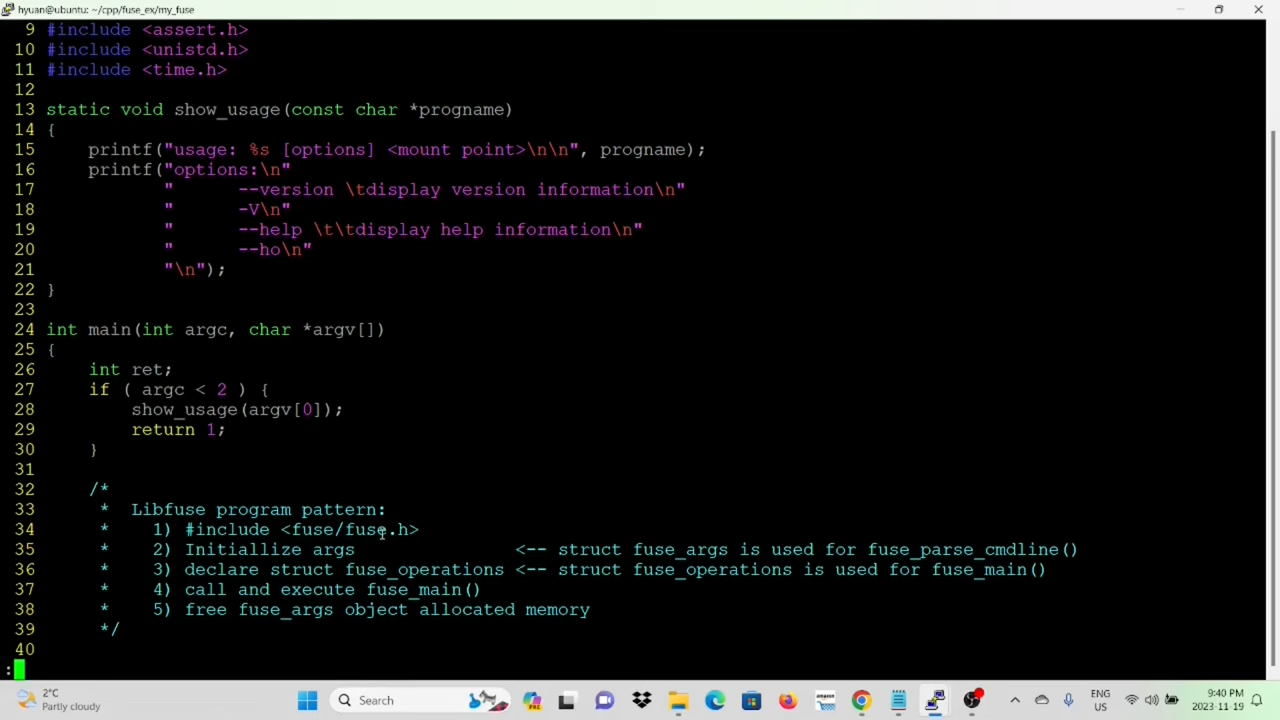 hyuan@ubuntu: ~/cpp/fuse_ex/my_fuse
9 #include <assert.h>
10 #include <unistd.h>
11 #include <time.h>
12
13 static void show_usage(const char *progname)
14 {
15     printf("usage: %s [options] <mount point>\n\n", progname);
16     printf("options:\n"
17            "      --version \tdisplay version information\n"
18            "      -V\n"
19            "      --help \t\tdisplay help information\n"
20            "      --ho\n"
21            "\n");
22 }
23
24 int main(int argc, char *argv[])
25 {
26     int ret;
27     if ( argc < 2 ) {
28         show_usage(argv[0]);
29         return 1;
30     }
31
32     /*
33      *  Libfuse program pattern:
34      *    1) #include <fuse/fuse.h>
35      *    2) Initiallize args               <-- struct fuse_args is used for fuse_parse_cmdline()
36      *    3) declare struct fuse_operations <-- struct fuse_operations is used for fuse_main()
37      *    4) call and execute fuse_main()
38      *    5) free fuse_args object allocated memory
39      */
40
:
2°C
Partly cloudy
Search
ENG
US
9:40 PM
2023-11-19